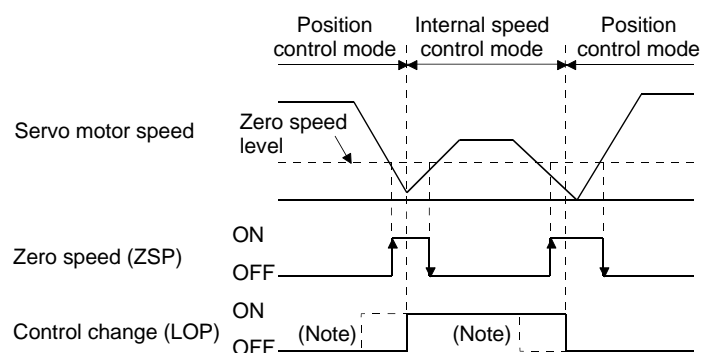 Position
control mode
Internal speed
control mode
Position
control mode
Servo motor speed
Zero speed
level
Zero speed (ZSP)
ON
OFF
Control change (LOP)
ON
OFF
(Note)
(Note)